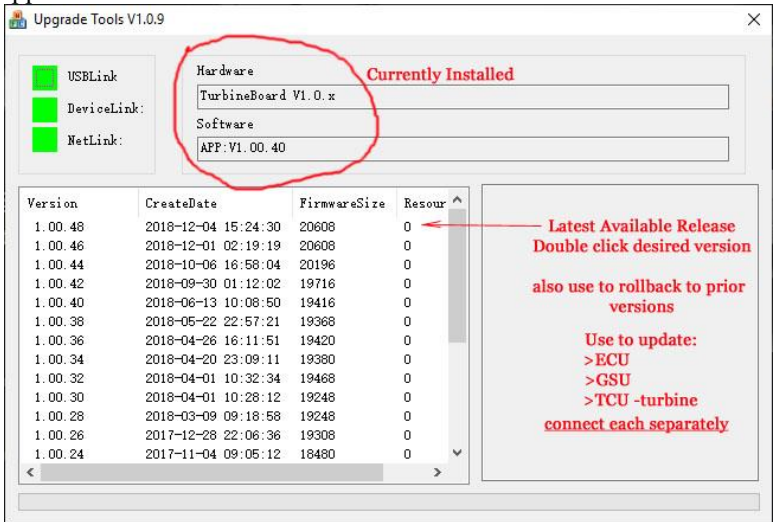 Upgrade Tools V1.0.9
USBLink
DeviceLink:
NetLink:
Hardware
Currently Installed
TurbineBoard V1.0.x
Software
APP:V1.00.40
Version CreateDate FirmwareSize Resour
1.00.48 2018-12-04 15:24:30 20608 0
1.00.46 2018-12-01 02:19:19 20608 0
1.00.44 2018-10-06 16:58:04 20196 0
1.00.42 2018-09-30 01:12:02 19716 0
1.00.40 2018-06-13 10:08:50 19416 0
1.00.38 2018-05-22 22:57:21 19368 0
1.00.36 2018-04-26 16:11:51 19420 0
1.00.34 2018-04-20 23:09:11 19380 0
1.00.32 2018-04-01 10:32:34 19468 0
1.00.30 2018-04-01 10:28:12 19248 0
1.00.28 2018-03-09 09:18:58 19248 0
1.00.26 2017-12-28 22:06:36 19308 0
1.00.24 2017-11-04 09:05:12 18480 0
Latest Available Release
Double click desired version
also use to rollback to prior
versions
Use to update:
>ECU
>GSU
>TCU -turbine
connect each separately